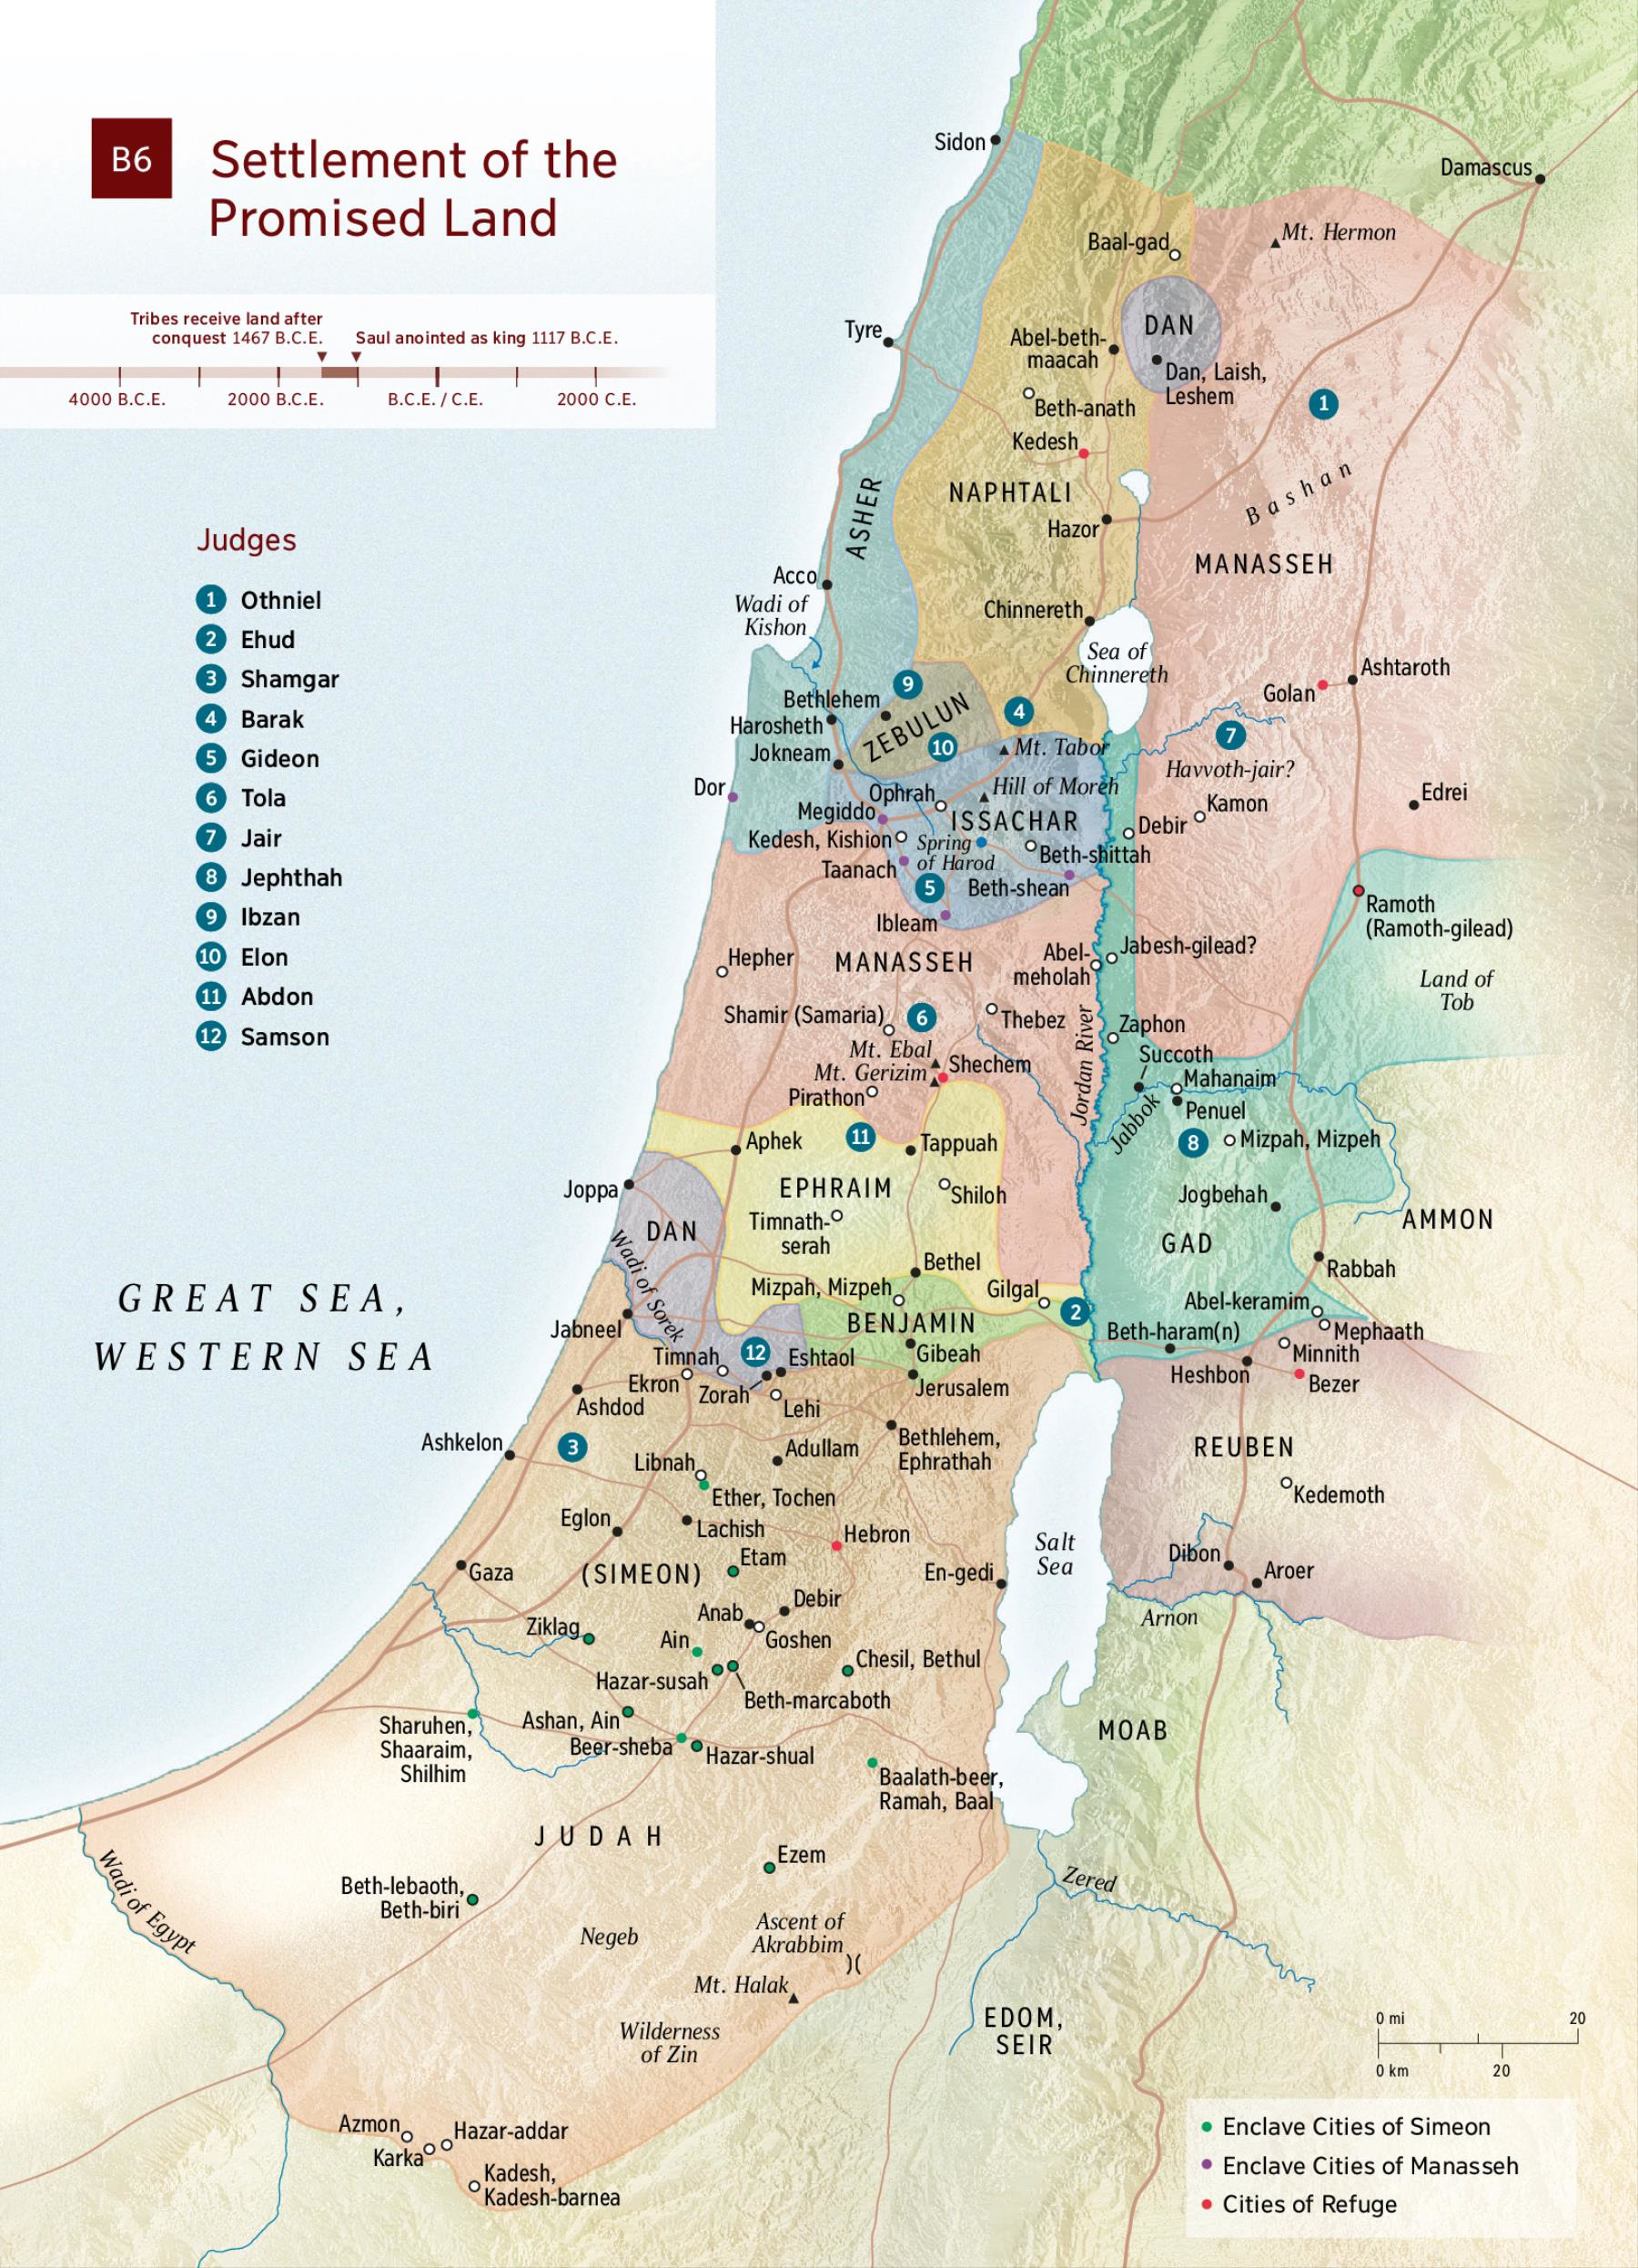 B6
Settlement of the
Promised Land
Tribes receive land after
conquest 1467 B.C.E.
Saul anointed as king 1117 B.C.E.
4000 B.C.E.
2000 B.C.E.
B.C.E. / C.E.
2000 C.E.
Judges
1 Othniel
2 Ehud
3 Shamgar
4 Barak
5 Gideon
6 Tola
7 Jair
8 Jephthah
9 Ibzan
10 Elon
11 Abdon
12 Samson
Sidon
Damascus
Mt. Hermon
Baal-gad
Tyre
DAN
Abel-beth-
maacah
Dan, Laish,
Leshem
1
Beth-anath
Kedesh
NAPHTALI
Bashan
ASHER
Hazor
MANASSEH
Acco
Wadi of
Kishon
Chinnereth
Sea of
Chinnereth
Ashtaroth
Golan
9
Bethlehem
ZEBULUN
4
Harosheth
10
7
Jokneam
Mt. Tabor
Havvoth-jair?
Dor
Ophrah
Hill of Moreh
Edrei
Kamon
Megiddo
ISSACHAR
Debir
Kedesh, Kishion
Spring
of Harod
Beth-shittah
Taanach
5
Beth-shean
Ibleam
Ramoth
(Ramoth-gilead)
Hepher
MANASSEH
Abel-
meholah
Jabesh-gilead?
Land of
Tob
Shamir (Samaria)
6
Thebez
Zaphon
Mt. Ebal
Shechem
Succoth
Mt. Gerizim
Mahanaim
Pirathon
Jordan River
Jabbok
Penuel
Aphek
11
Tappuah
8
Mizpah, Mizpeh
Joppa
EPHRAIM
Shiloh
Jogbehah
DAN
Timnath-
serah
AMMON
GAD
Wadi of Sorek
Bethel
Rabbah
Mizpah, Mizpeh
Gilgal
2
Abel-keramim
GREAT SEA,
WESTERN SEA
Jabneel
BENJAMIN
Beth-haram(n)
Mephaath
Timnah
12
Eshtaol
Gibeah
Minnith
Ekron
Zorah
Jerusalem
Heshbon
Bezer
Ashdod
Lehi
Ashkelon
3
Adullam
Bethlehem,
Ephrathah
REUBEN
Libnah
Ether, Tochen
Kedemoth
Eglon
Lachish
Hebron
Salt
Sea
Etam
Gaza
(SIMEON)
En-gedi
Dibon
Aroer
Debir
Anab
Arnon
Ziklag
Ain
Goshen
Chesil, Bethul
Hazar-susah
Beth-marcaboth
Sharuhen,
Shaaraim,
Shilhim
Ashan, Ain
MOAB
Beer-sheba
Hazar-shual
Baalath-beer,
Ramah, Baal
JUDAH
Ezem
Wadi of Egypt
Zered
Beth-lebaoth,
Beth-biri
Negeb
Ascent of
Akrabbim
Mt. Halak
EDOM,
SEIR
Wilderness
of Zin
0 mi
20
0 km
20
Azmon
Hazar-addar
Karka
Kadesh,
Kadesh-barnea
Enclave Cities of Simeon
Enclave Cities of Manasseh
Cities of Refuge